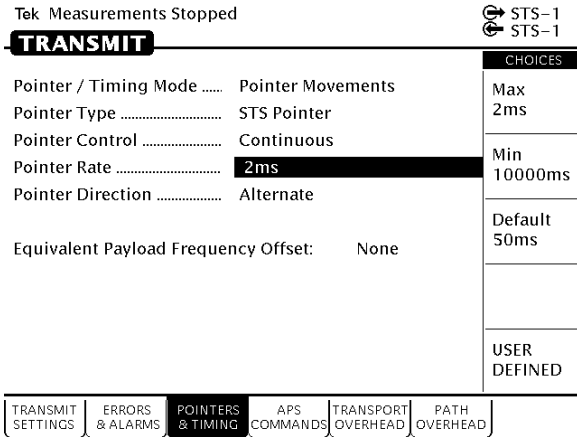 Tek Measurements Stopped
STS-1
STS-1
TRANSMIT
CHOICES
Pointer / Timing Mode ...... Pointer Movements
Pointer Type .......................... STS Pointer
Pointer Control .................... Continuous
Pointer Rate ........................... 2ms
Pointer Direction ................. Alternate
Equivalent Payload Frequency Offset: None
Max
2ms
Min
10000ms
Default
50ms
USER
DEFINED
TRANSMIT SETTINGS
ERRORS & ALARMS
POINTERS & TIMING
APS COMMANDS
TRANSPORT OVERHEAD
PATH OVERHEAD